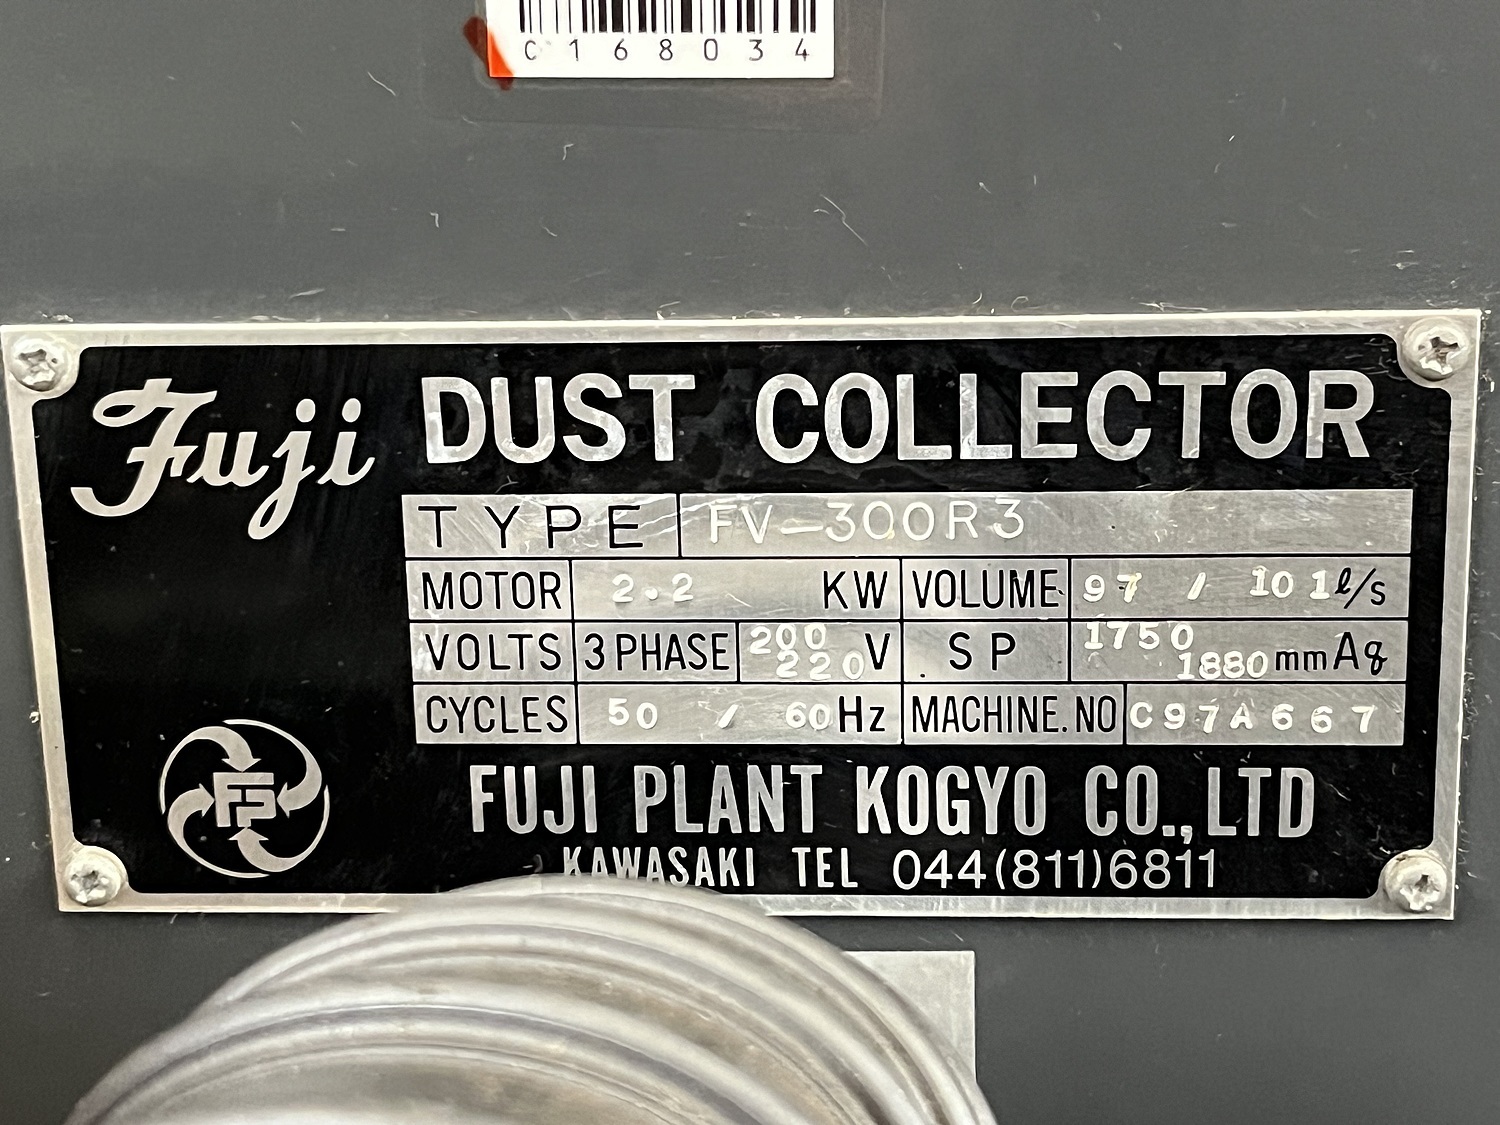 C168034
Fuji DUST COLLECTOR
TYPE FV-300R3
MOTOR 2.2 KW VOLUME 97 / 101 ℓ/s
VOLTS 3 PHASE 200 220 V SP 1750 1880 mmAq
CYCLES 50 / 60 Hz MACHINE.NO C97A667
FS
FUJI PLANT KOGYO CO.,LTD
KAWASAKI TEL 044(811)6811